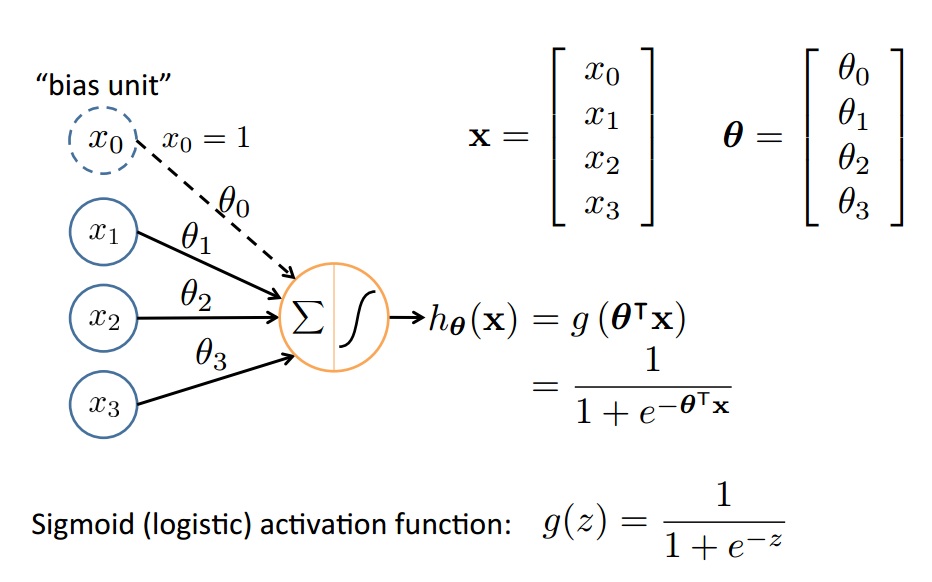 “bias unit”
x₀
x₀ = 1
θ₀
x₁
θ₁
x₂
θ₂
x₃
θ₃
∑ ∫
𝐱 = [ x₀ x₁ x₂ x₃ ]
𝛉 = [ θ₀ θ₁ θ₂ θ₃ ]
h_𝛉(𝐱) = g (𝛉ᵀ𝐱)
= 1 / (1 + e^(−𝛉ᵀ𝐱))
Sigmoid (logistic) activation function: g(z) = 1 / (1 + e^(−z))